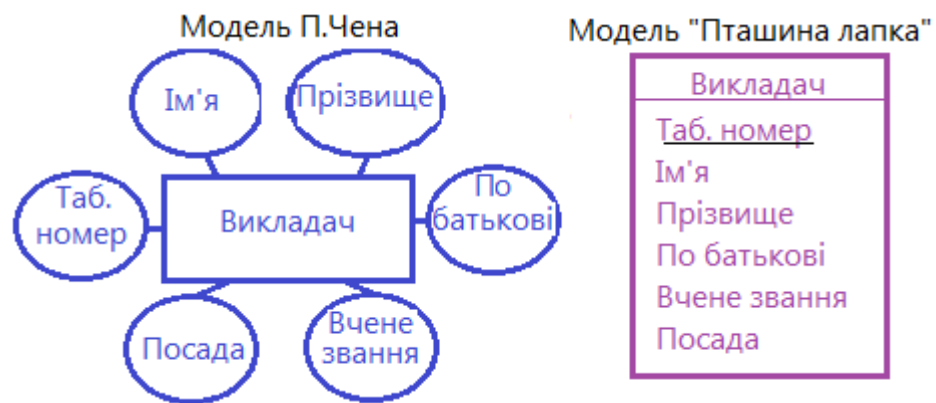 Модель П.Чена
Ім'я
Прізвище
Таб.
номер
Викладач
По
батькові
Посада
Вчене
звання
Модель "Пташина лапка"
Викладач
Таб. номер
Ім'я
Прізвище
По батькові
Вчене звання
Посада